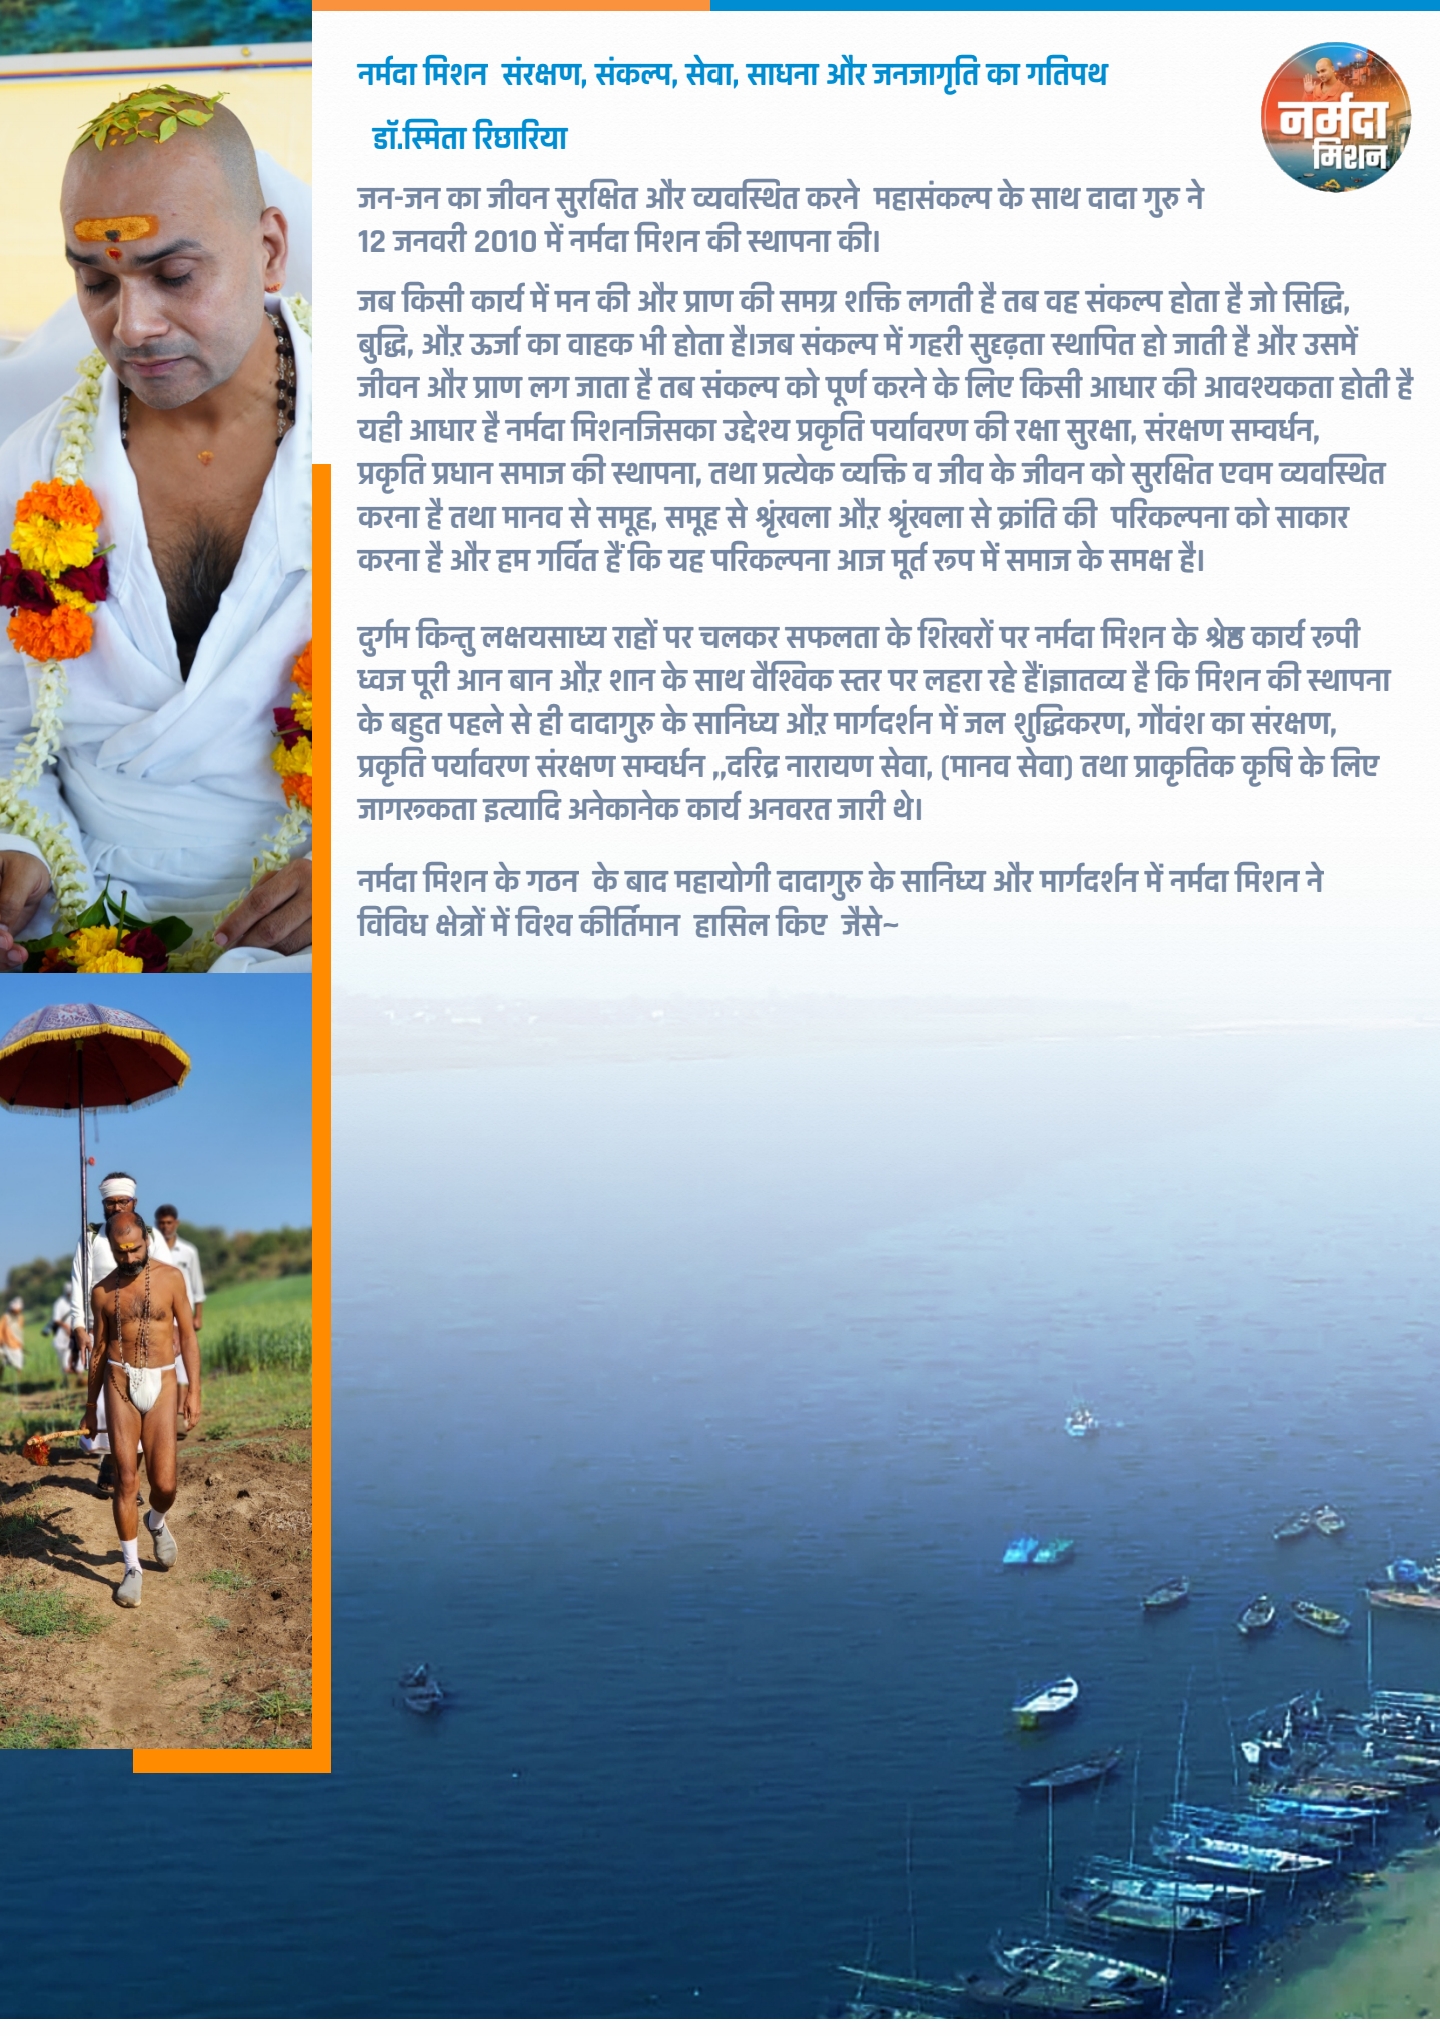 नर्मदा मिशन  संरक्षण, संकल्प, सेवा, साधना और जनजागृति का गतिपथ
नर्मदा
मिशन
डॉ.स्मिता रिछारिया
जन-जन का जीवन सुरक्षित और व्यवस्थित करने  महासंकल्प के साथ दादा गुरु ने
12 जनवरी 2010 में नर्मदा मिशन की स्थापना की।
जब किसी कार्य में मन की और प्राण की समग्र शक्ति लगती है तब वह संकल्प होता है जो सिद्धि,
बुद्धि, औऱ ऊर्जा का वाहक भी होता है।जब संकल्प में गहरी सुदृढ़ता स्थापित हो जाती है और उसमें
जीवन और प्राण लग जाता है तब संकल्प को पूर्ण करने के लिए किसी आधार की आवश्यकता होती है
यही आधार है नर्मदा मिशनजिसका उद्देश्य प्रकृति पर्यावरण की रक्षा सुरक्षा, संरक्षण सम्वर्धन,
प्रकृति प्रधान समाज की स्थापना, तथा प्रत्येक व्यक्ति व जीव के जीवन को सुरक्षित एवम व्यवस्थित
करना है तथा मानव से समूह, समूह से श्रृंखला औऱ श्रृंखला से क्रांति की  परिकल्पना को साकार
करना है और हम गर्वित हैं कि यह परिकल्पना आज मूर्त रूप में समाज के समक्ष है।
दुर्गम किन्तु लक्षयसाध्य राहों पर चलकर सफलता के शिखरों पर नर्मदा मिशन के श्रेष्ठ कार्य रूपी
ध्वज पूरी आन बान औऱ शान के साथ वैश्विक स्तर पर लहरा रहे हैं।ज्ञातव्य है कि मिशन की स्थापना
के बहुत पहले से ही दादागुरु के सानिध्य औऱ मार्गदर्शन में जल शुद्धिकरण, गौवंश का संरक्षण,
प्रकृति पर्यावरण संरक्षण सम्वर्धन ,,दरिद्र नारायण सेवा, (मानव सेवा) तथा प्राकृतिक कृषि के लिए
जागरूकता इत्यादि अनेकानेक कार्य अनवरत जारी थे।
नर्मदा मिशन के गठन  के बाद महायोगी दादागुरु के सानिध्य और मार्गदर्शन में नर्मदा मिशन ने
विविध क्षेत्रों में विश्व कीर्तिमान  हासिल किए  जैसे~